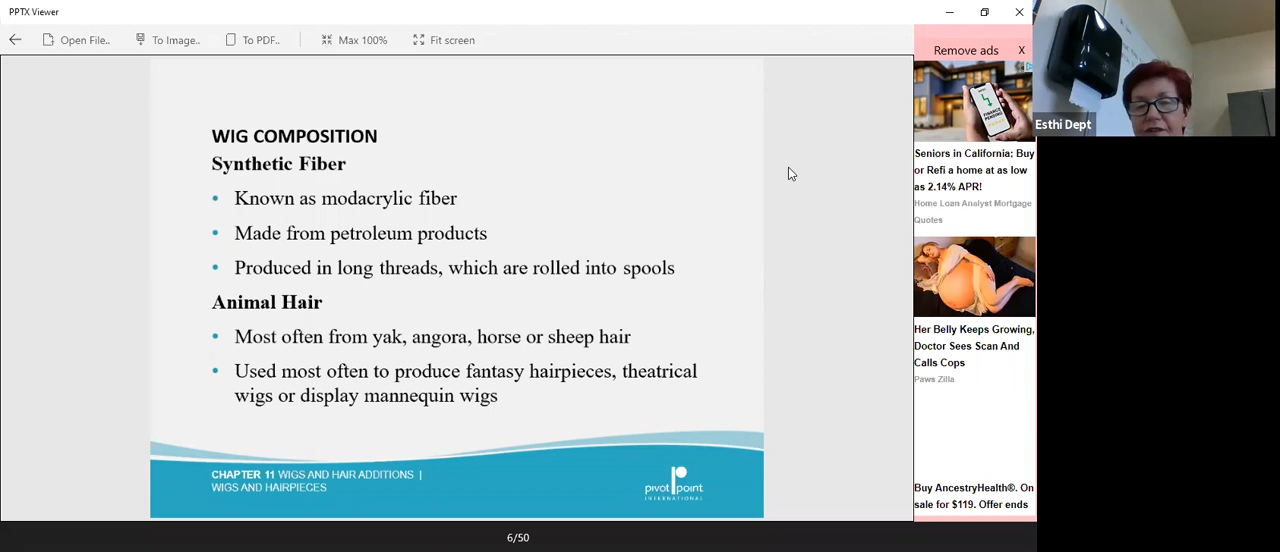 PPTX Viewer
Open File..
To Image..
To PDF..
Max 100%
Fit screen
Remove ads X
WIG COMPOSITION
Synthetic Fiber
• Known as modacrylic fiber
• Made from petroleum products
• Produced in long threads, which are rolled into spools
Animal Hair
• Most often from yak, angora, horse or sheep hair
• Used most often to produce fantasy hairpieces, theatrical
wigs or display mannequin wigs
CHAPTER 11 WIGS AND HAIR ADDITIONS |
WIGS AND HAIRPIECES
pivot point
INTERNATIONAL
6/50
FINANCE
PENDING
Seniors in California: Buy
or Refi a home at as low
as 2.14% APR!
Home Loan Analyst Mortgage
Quotes
Her Belly Keeps Growing,
Doctor Sees Scan And
Calls Cops
Paws Zilla
Buy AncestryHealth®. On
sale for $119. Offer ends
Esthi Dept